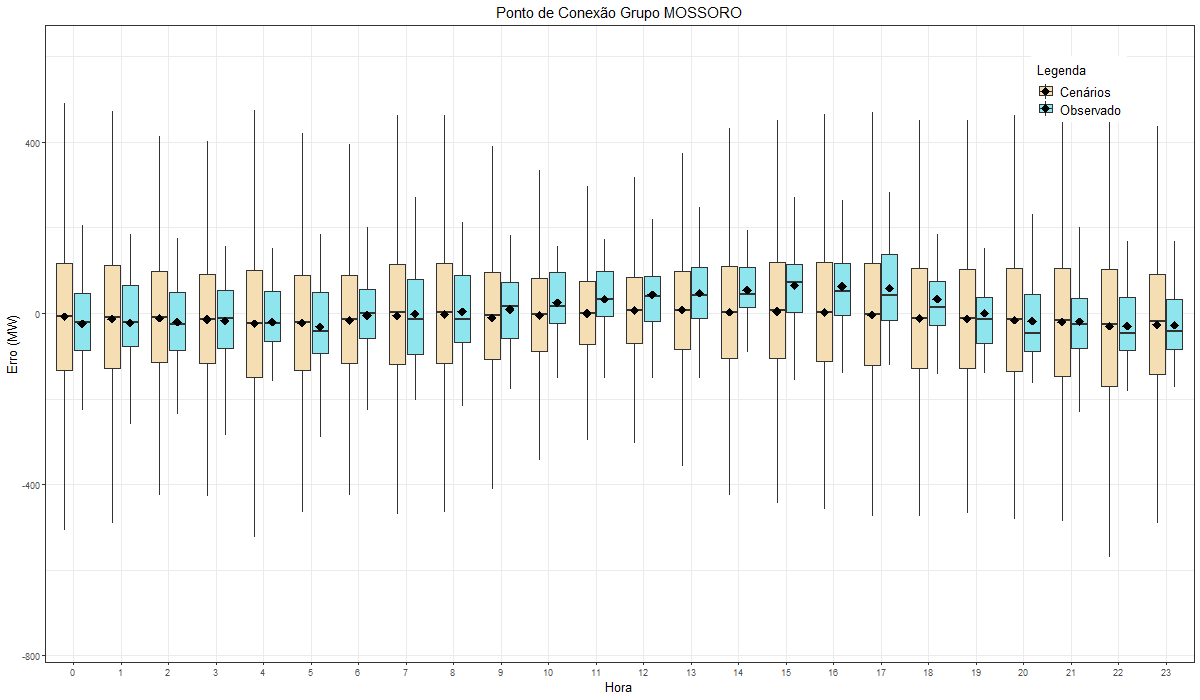 Ponto de Conexão Grupo MOSSORO
Legenda
Cenários
Observado
Erro (MW)
400
0
-400
-800
0 1 2 3 4 5 6 7 8 9 10 11 12 13 14 15 16 17 18 19 20 21 22 23
Hora